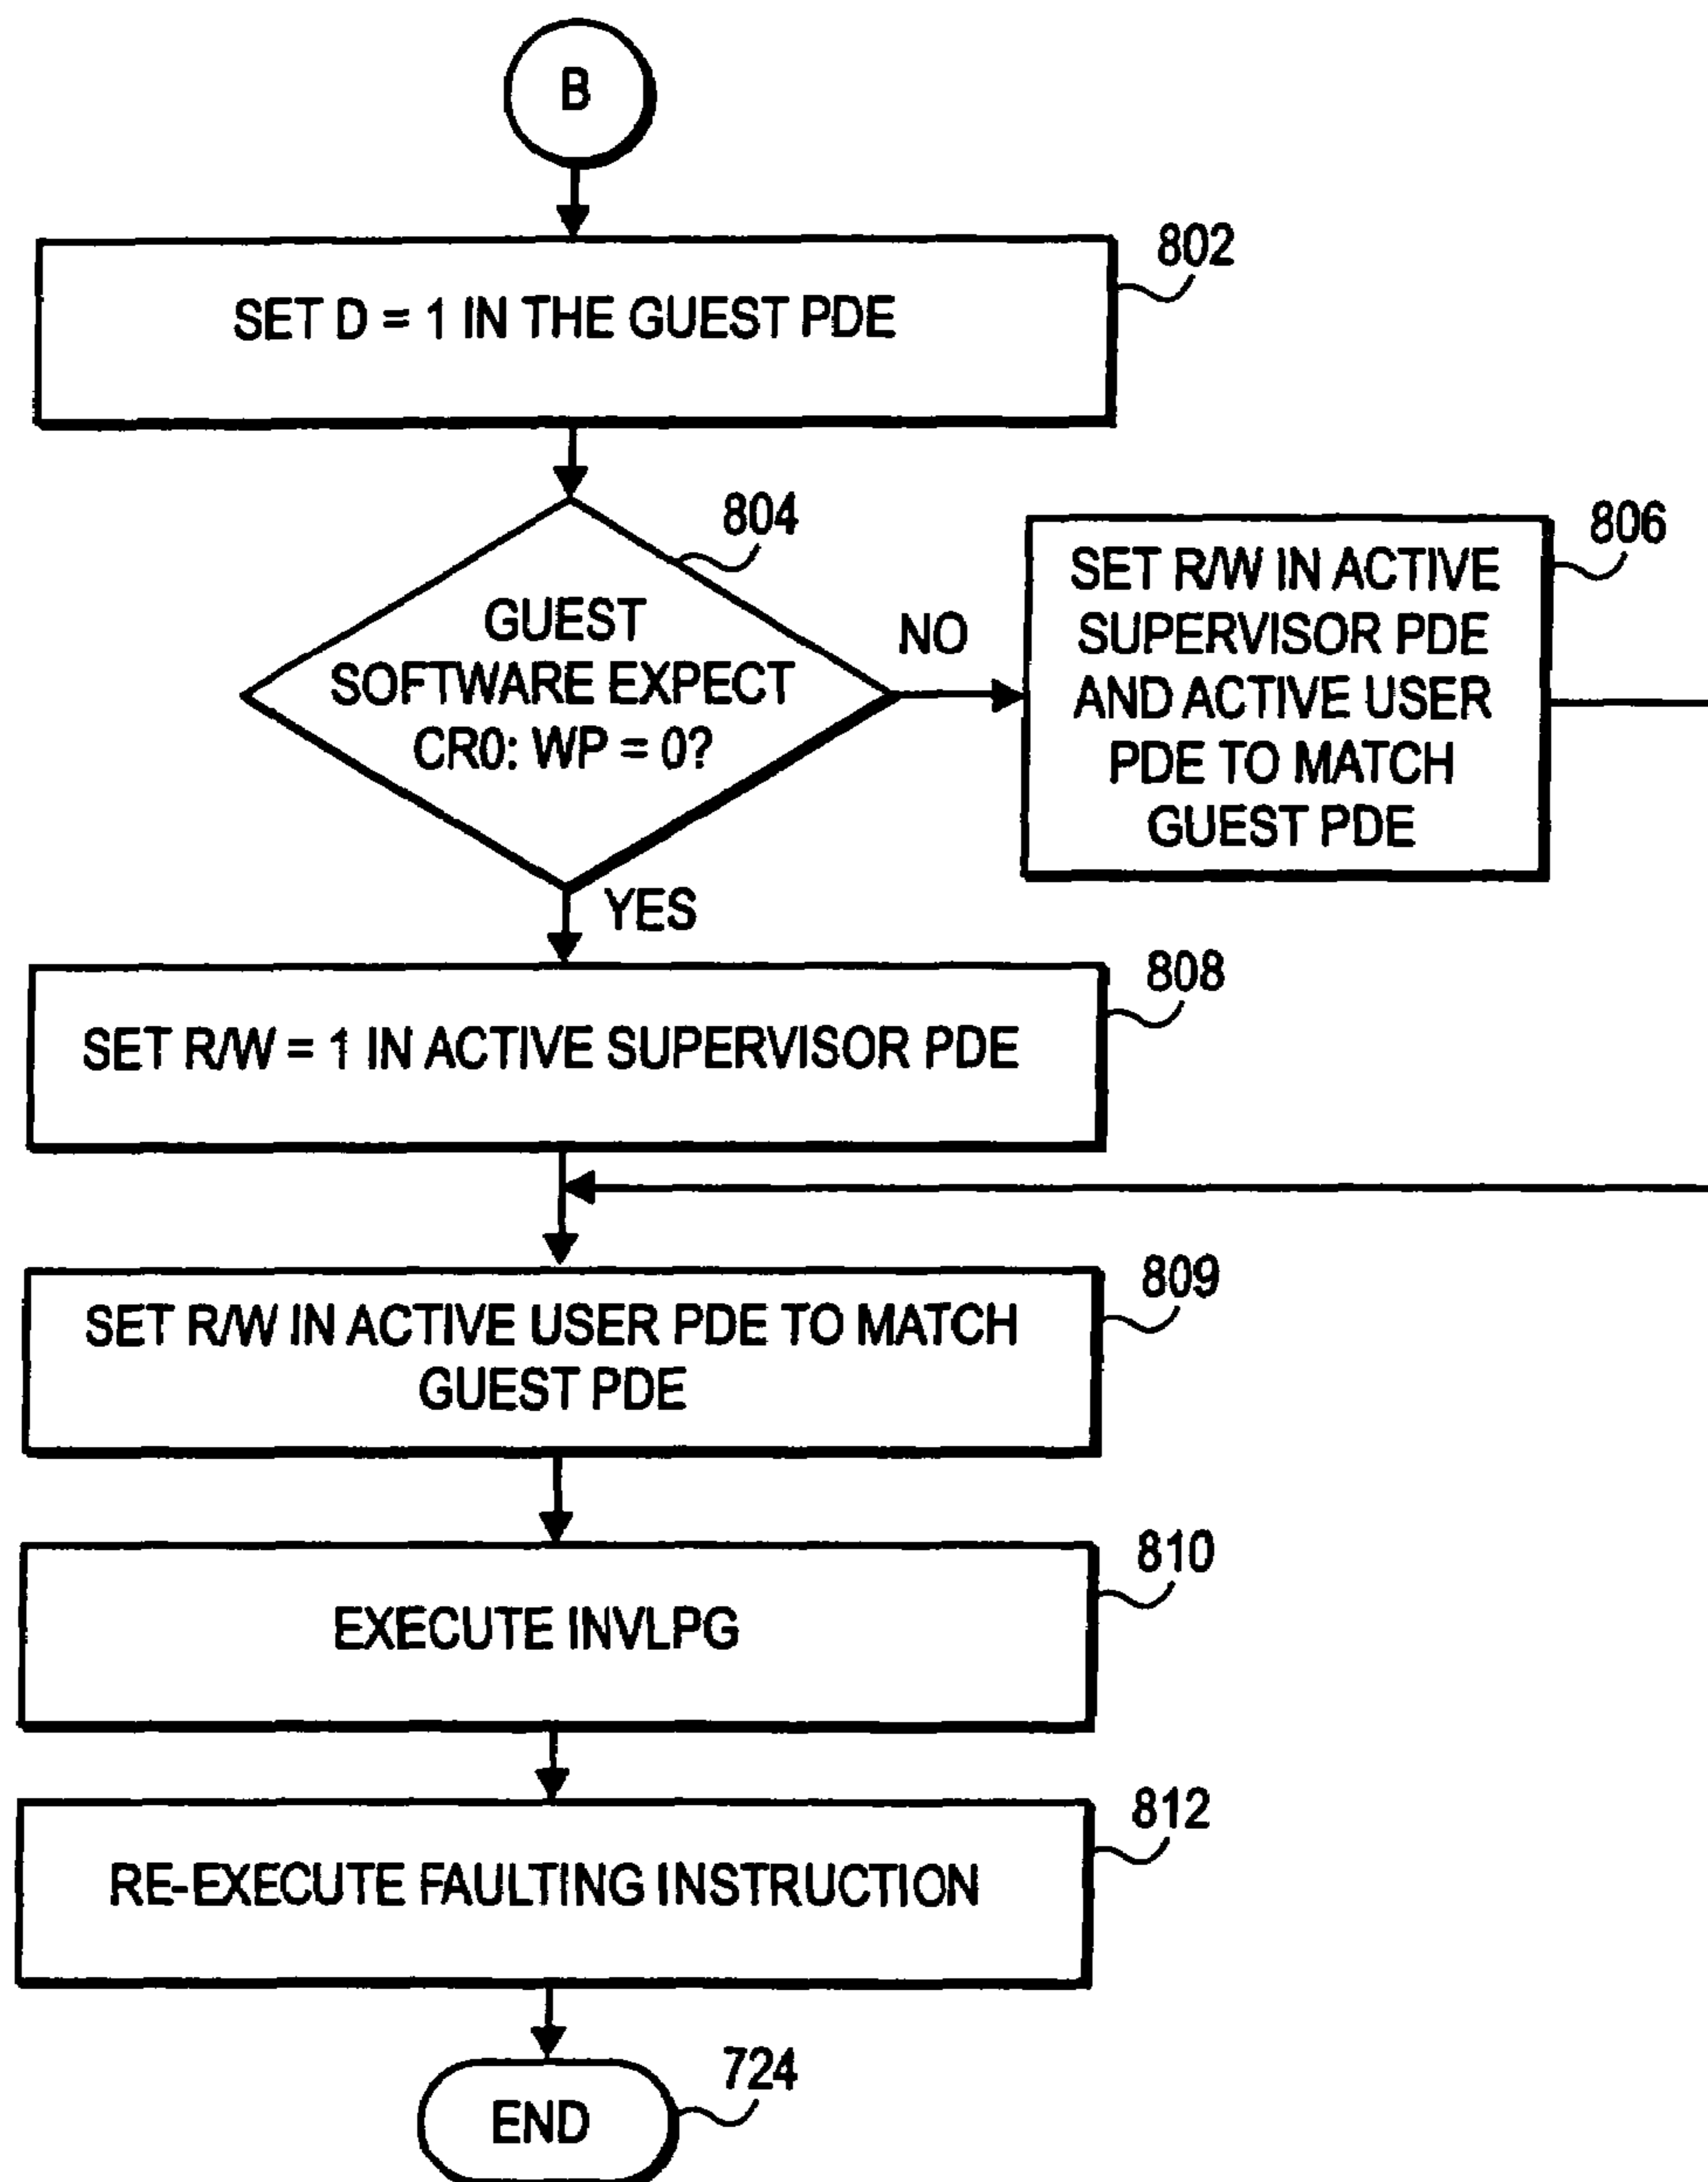 B
802
SET D = 1 IN THE GUEST PDE
804
GUEST
SOFTWARE EXPECT
CR0: WP = 0?
NO
806
SET R/W IN ACTIVE
SUPERVISOR PDE
AND ACTIVE USER
PDE TO MATCH
GUEST PDE
YES
808
SET R/W = 1 IN ACTIVE SUPERVISOR PDE
809
SET R/W IN ACTIVE USER PDE TO MATCH
GUEST PDE
810
EXECUTE INVLPG
812
RE-EXECUTE FAULTING INSTRUCTION
724
END